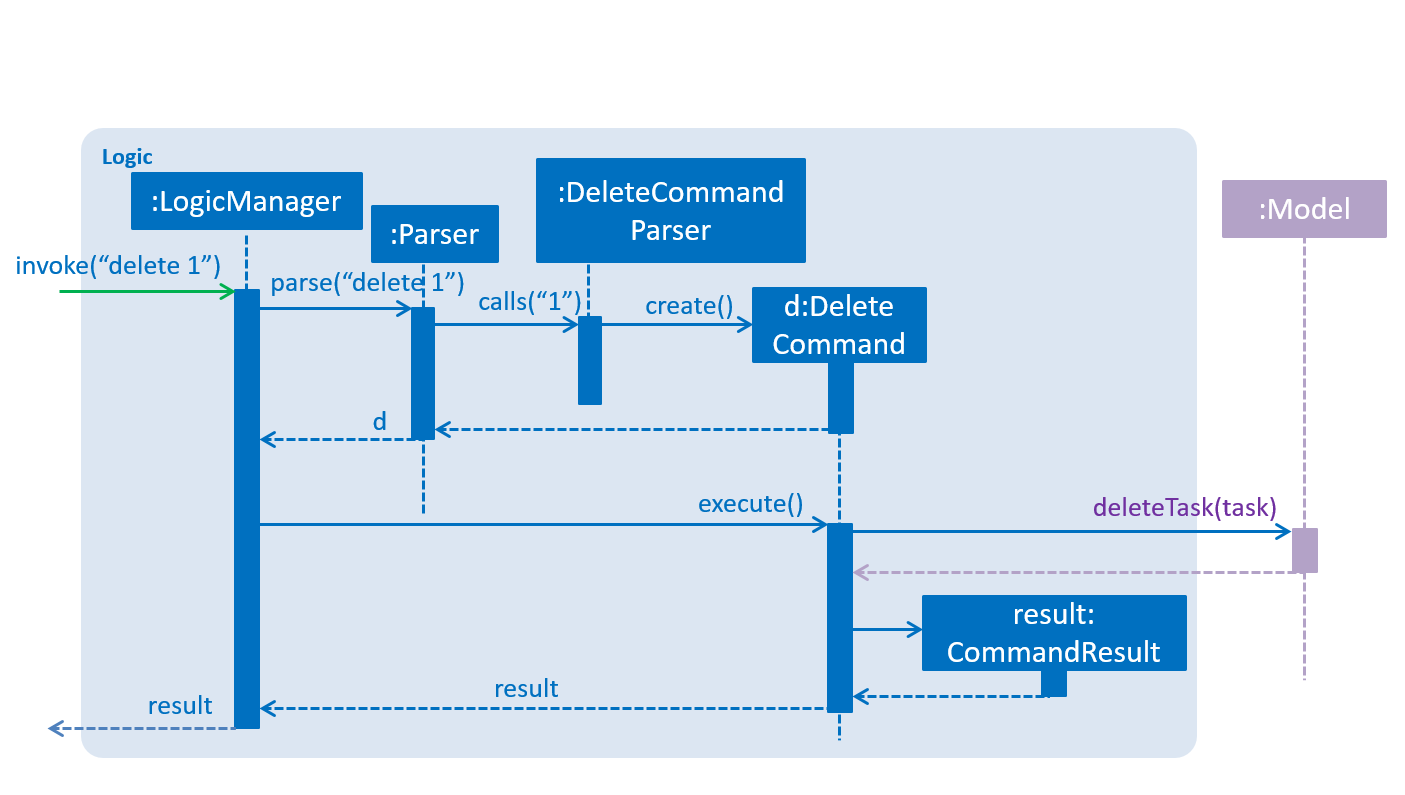 Logic
:LogicManager
:Parser
:DeleteCommand
Parser
:Model
invoke(“delete 1”)
parse(“delete 1”)
calls(“1”)
create()
d:Delete
Command
d
execute()
deleteTask(task)
result:
CommandResult
result
result